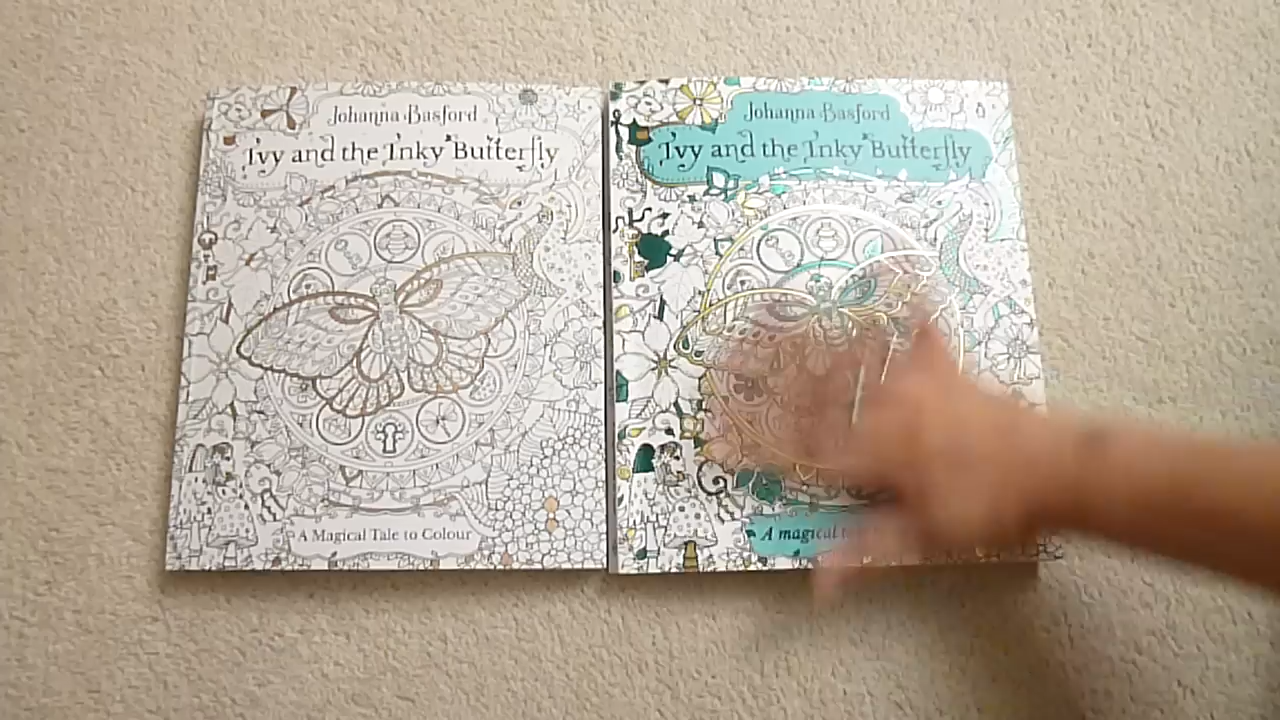 Johanna Basford
Ivy and the Inky Butterfly
A Magical Tale to Colour
Johanna Basford
Ivy and the Inky Butterfly
A magical